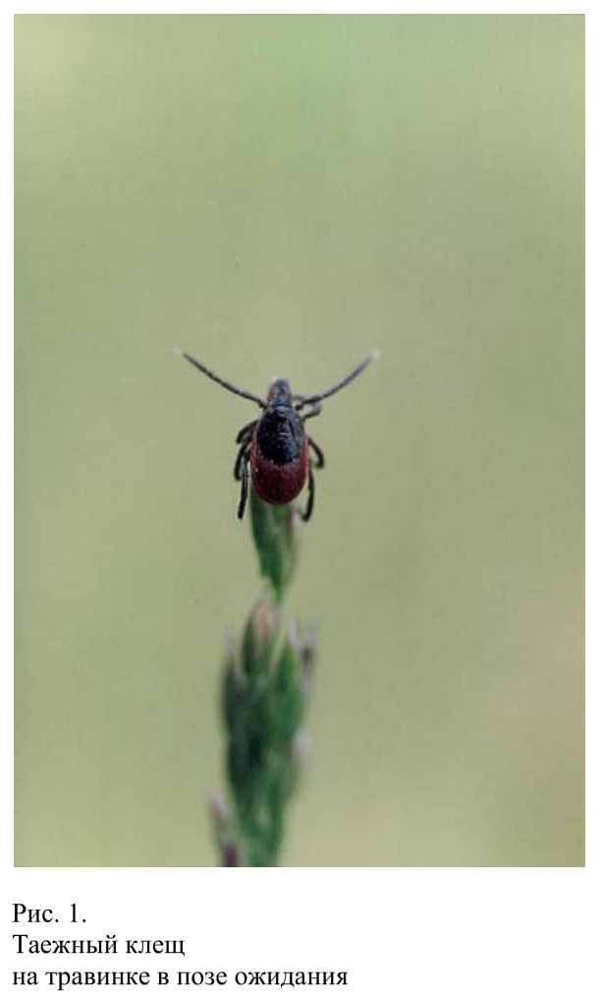 Рис. 1.
Таежный клещ
на травинке в позе ожидания